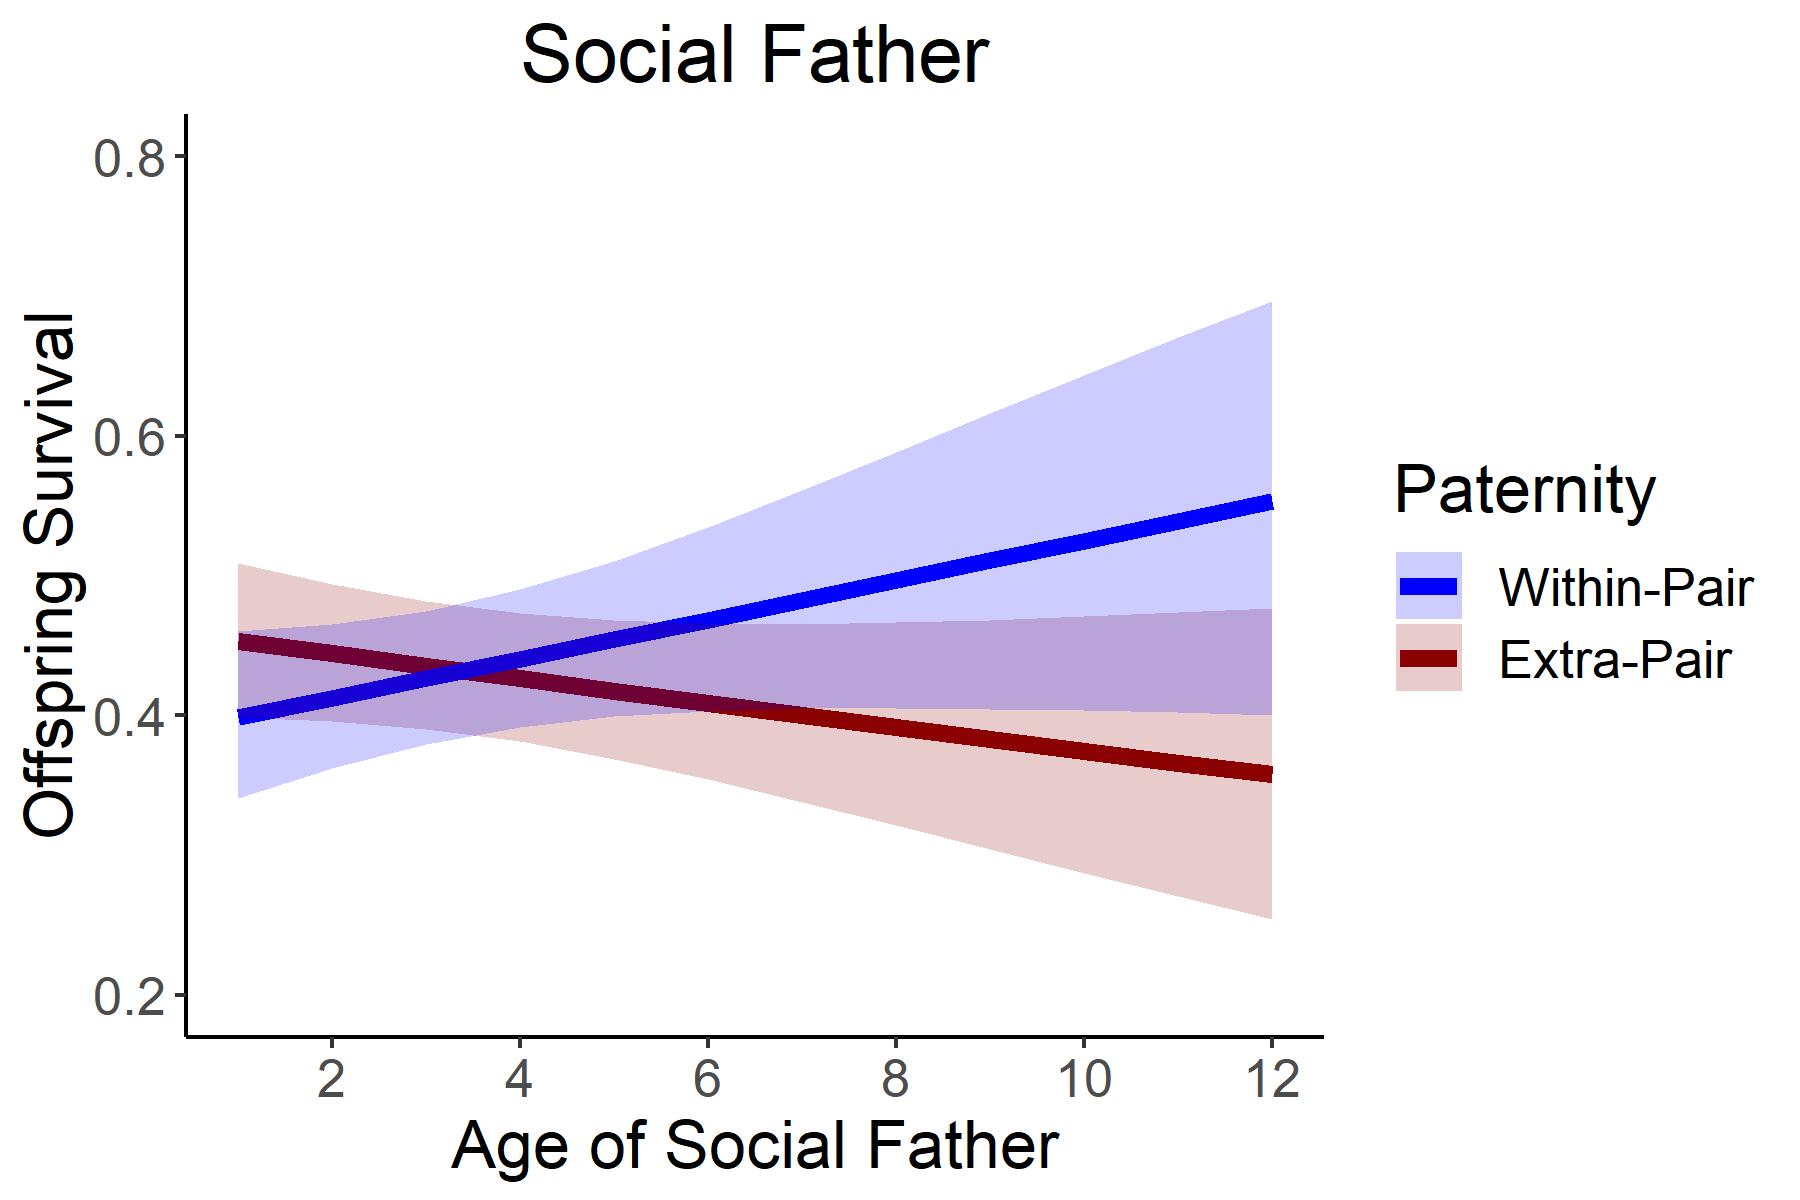 Social Father
Offspring Survival
0.8
0.6
0.4
0.2
2 4 6 8 10 12
Age of Social Father
Paternity
Within-Pair
Extra-Pair